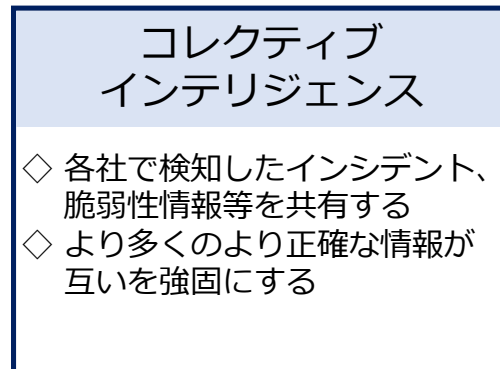 コレクティブ
インテリジェンス
◇ 各社で検知したインシデント、
脆弱性情報等を共有する
◇ より多くのより正確な情報が
互いを強固にする